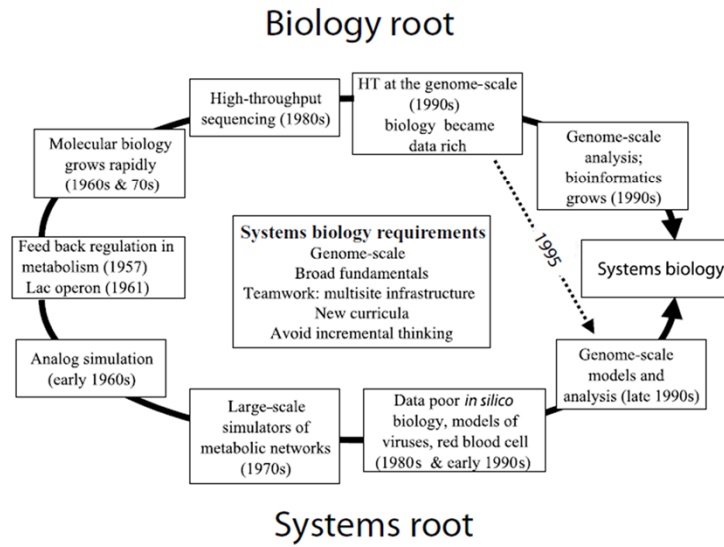 Biology root
High-throughput
sequencing (1980s)
HT at the genome-scale
(1990s)
biology became
data rich
Genome-scale
analysis;
bioinformatics
grows (1990s)
Molecular biology
grows rapidly
(1960s & 70s)
Feed back regulation in
metabolism (1957)
Lac operon (1961)
Systems biology requirements
Genome-scale
Broad fundamentals
Teamwork: multisite infrastructure
New curricula
Avoid incremental thinking
1995
Systems biology
Analog simulation
(early 1960s)
Large-scale
simulators of
metabolic networks
(1970s)
Data poor in silico
biology, models of
viruses, red blood cell
(1980s & early 1990s)
Genome-scale
models and
analysis (late 1990s)
Systems root